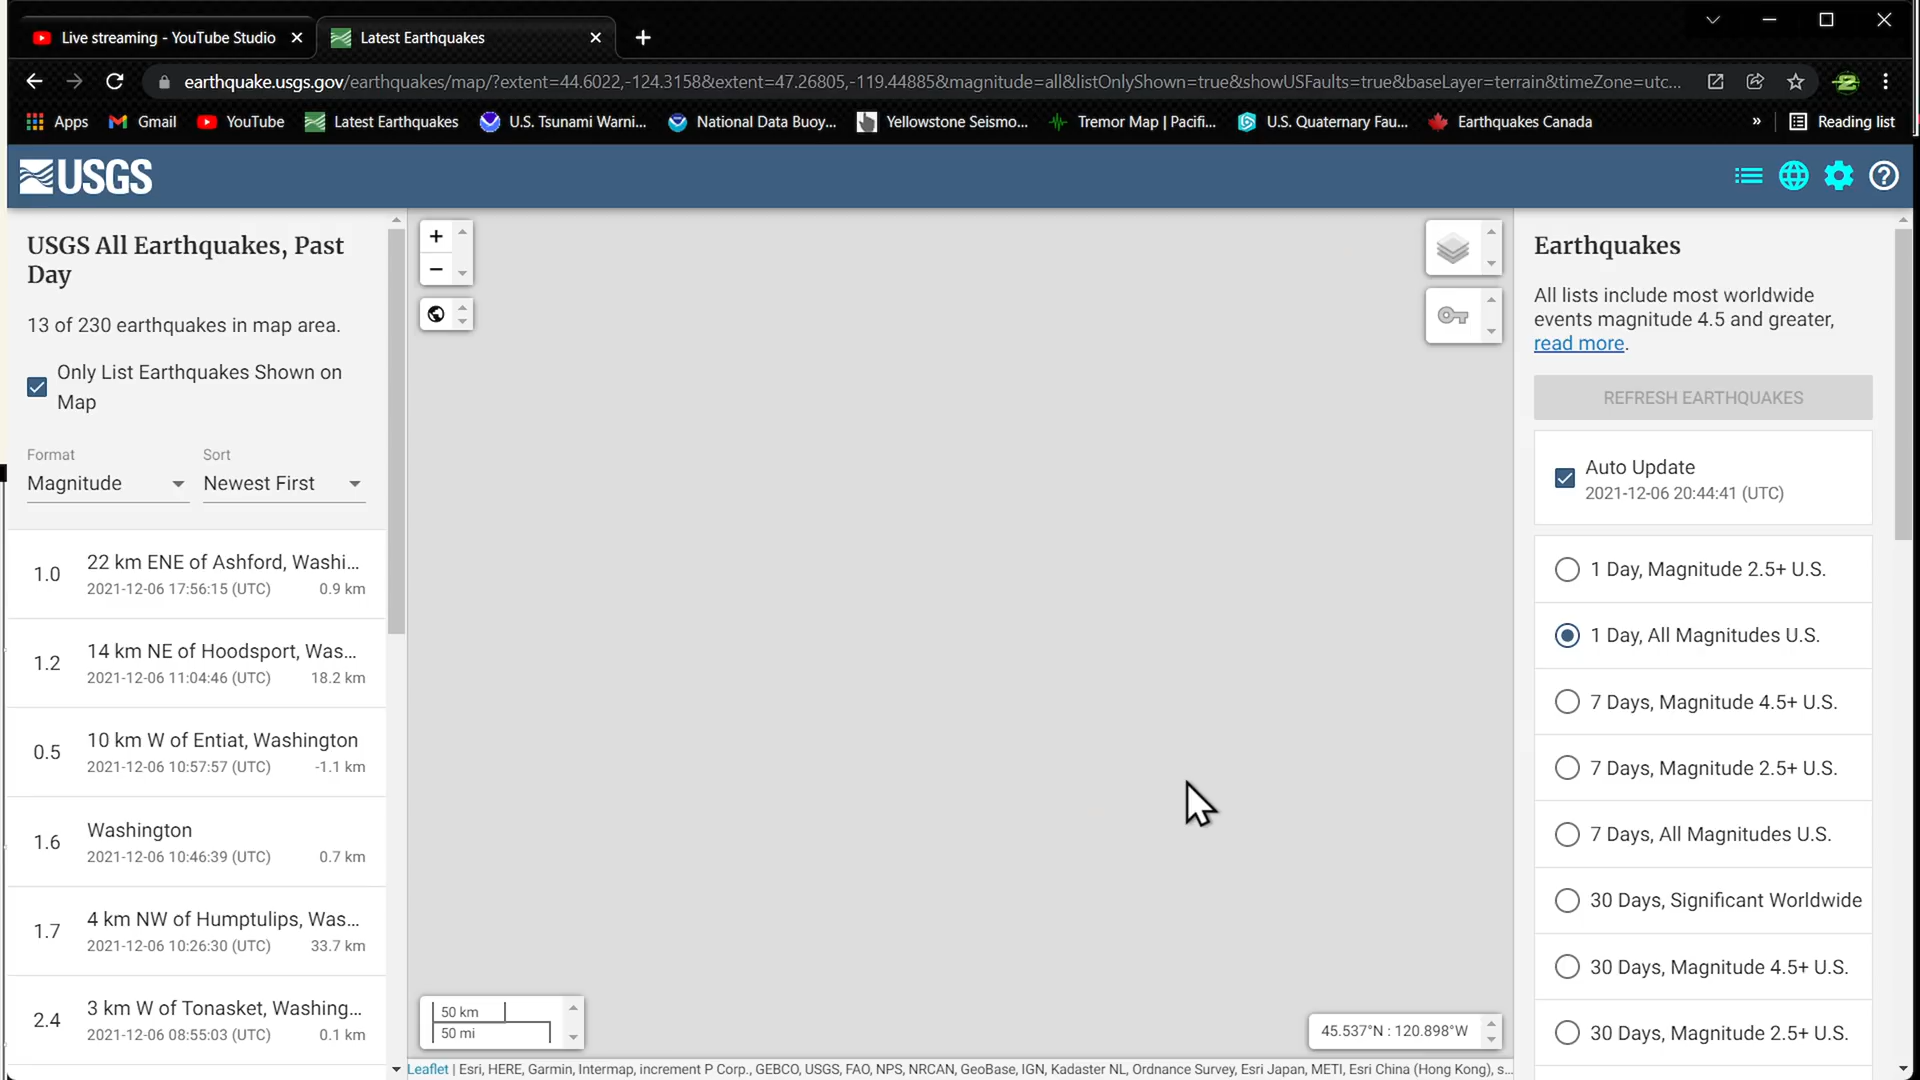 Live streaming - YouTube Studio
Latest Earthquakes
earthquake.usgs.gov/earthquakes/map/?extent=44.6022,-124.3158&extent=47.26805,-119.44885&magnitude=all&listOnlyShown=true&showUSFaults=true&baseLayer=terrain&timeZone=utc...
Apps
Gmail
YouTube
Latest Earthquakes
U.S. Tsunami Warni...
National Data Buoy...
Yellowstone Seismo...
Tremor Map | Pacifi...
U.S. Quaternary Fau...
Earthquakes Canada
»
Reading list
USGS
USGS All Earthquakes, Past
Day
13 of 230 earthquakes in map area.
Only List Earthquakes Shown on
Map
Format
Magnitude
Sort
Newest First
1.0
22 km ENE of Ashford, Washi...
2021-12-06 17:56:15 (UTC) 0.9 km
1.2
14 km NE of Hoodsport, Was...
2021-12-06 11:04:46 (UTC) 18.2 km
0.5
10 km W of Entiat, Washington
2021-12-06 10:57:57 (UTC) -1.1 km
1.6
Washington
2021-12-06 10:46:39 (UTC) 0.7 km
1.7
4 km NW of Humptulips, Was...
2021-12-06 10:26:30 (UTC) 33.7 km
2.4
3 km W of Tonasket, Washing...
2021-12-06 08:55:03 (UTC) 0.1 km
+
−
50 km
50 mi
45.537°N : 120.898°W
Leaflet | Esri, HERE, Garmin, Intermap, increment P Corp., GEBCO, USGS, FAO, NPS, NRCAN, GeoBase, IGN, Kadaster NL, Ordnance Survey, Esri Japan, METI, Esri China (Hong Kong), s...
Earthquakes
All lists include most worldwide
events magnitude 4.5 and greater,
read more.
REFRESH EARTHQUAKES
Auto Update
2021-12-06 20:44:41 (UTC)
1 Day, Magnitude 2.5+ U.S.
1 Day, All Magnitudes U.S.
7 Days, Magnitude 4.5+ U.S.
7 Days, Magnitude 2.5+ U.S.
7 Days, All Magnitudes U.S.
30 Days, Significant Worldwide
30 Days, Magnitude 4.5+ U.S.
30 Days, Magnitude 2.5+ U.S.